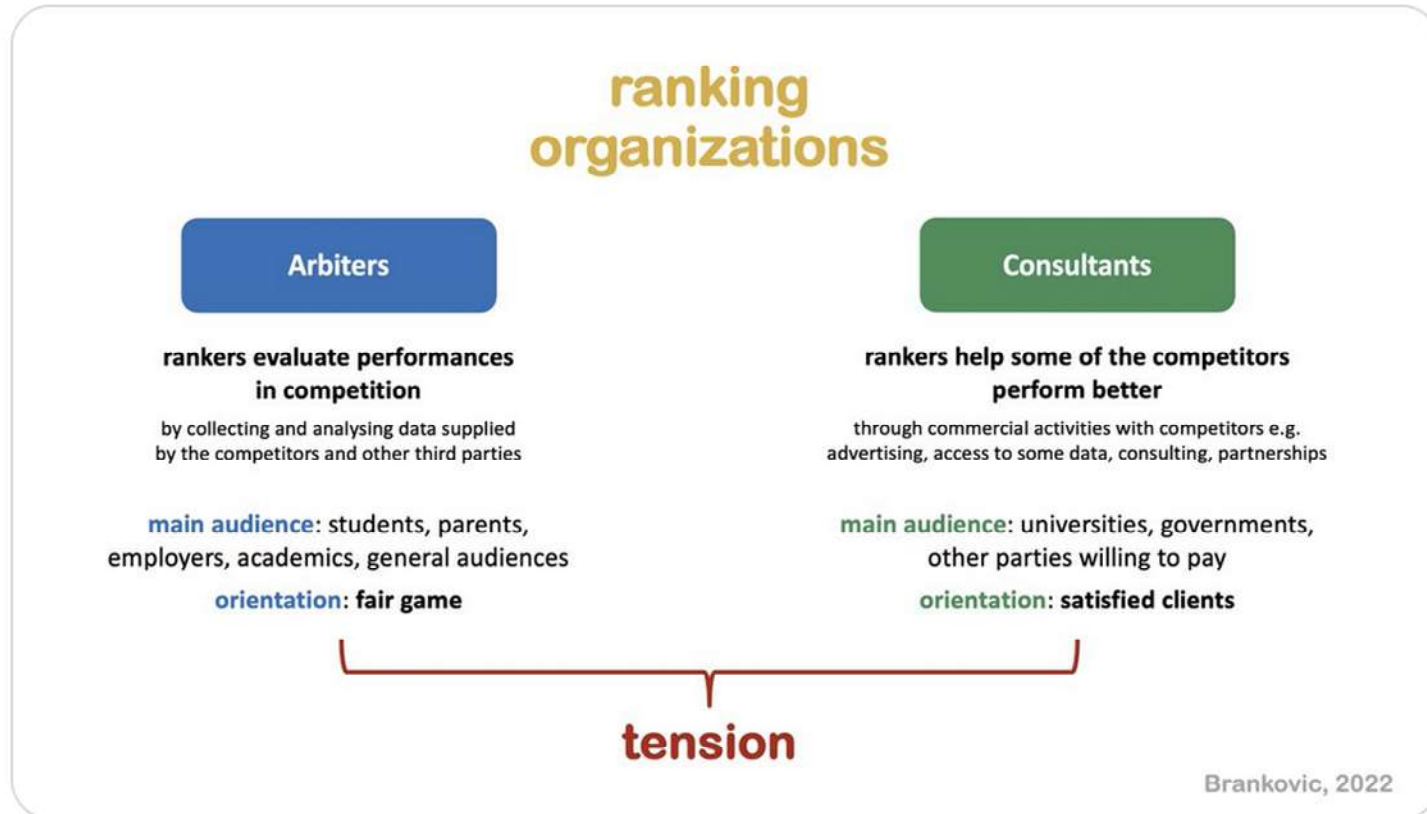 ranking
organizations
Arbiters
rankers evaluate performances
in competition
by collecting and analysing data supplied
by the competitors and other third parties
main audience: students, parents,
employers, academics, general audiences
orientation: fair game
Consultants
rankers help some of the competitors
perform better
through commercial activities with competitors e.g.
advertising, access to some data, consulting, partnerships
main audience: universities, governments,
other parties willing to pay
orientation: satisfied clients
tension
Brankovic, 2022